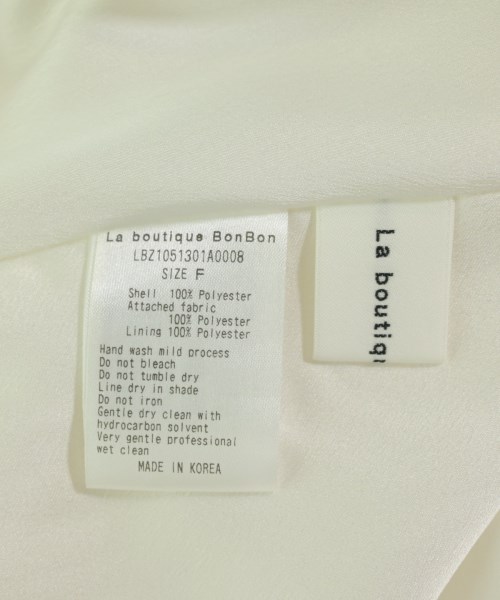 La boutique BonBon
LBZ1051301A0008
SIZE F
Shell 100% Polyester
Attached fabric
100% Polyester
Lining 100% Polyester
Hand wash mild process
Do not bleach
Do not tumble dry
Line dry in shade
Do not iron
Gentle dry clean with
hydrocarbon solvent
Very gentle professional
wet clean
MADE IN KOREA
La boutiq